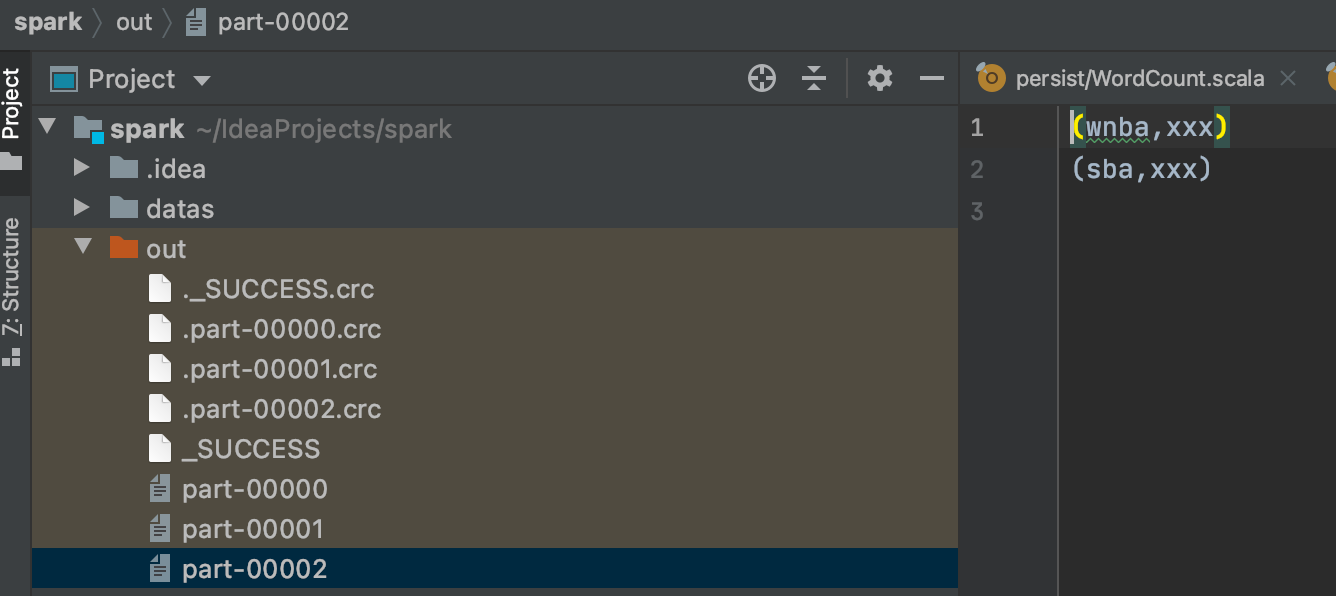 spark out part-00002
Project
Project
persist/WordCount.scala
spark ~/IdeaProjects/spark
.idea
datas
out
._SUCCESS.crc
.part-00000.crc
.part-00001.crc
.part-00002.crc
_SUCCESS
part-00000
part-00001
part-00002
Z: Structure
1 (wnba,xxx)
2 (sba,xxx)
3